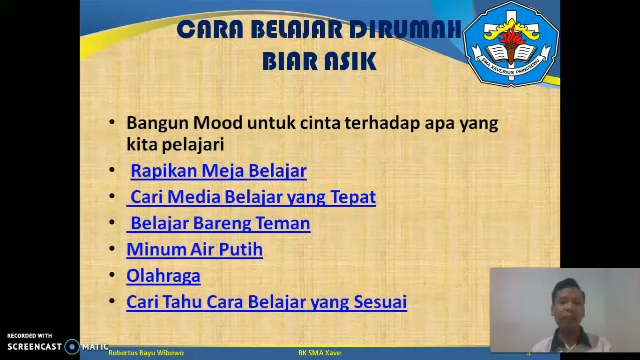 CARA BELAJAR DIRUMAH
BIAR ASIK
• Bangun Mood untuk cinta terhadap apa yang
kita pelajari
• Rapikan Meja Belajar
• Cari Media Belajar yang Tepat
• Belajar Bareng Teman
• Minum Air Putih
• Olahraga
• Cari Tahu Cara Belajar yang Sesuai
RECORDED WITH
SCREENCAST MATIC
Robertus Bayu Wibowo
RK SMA Xave